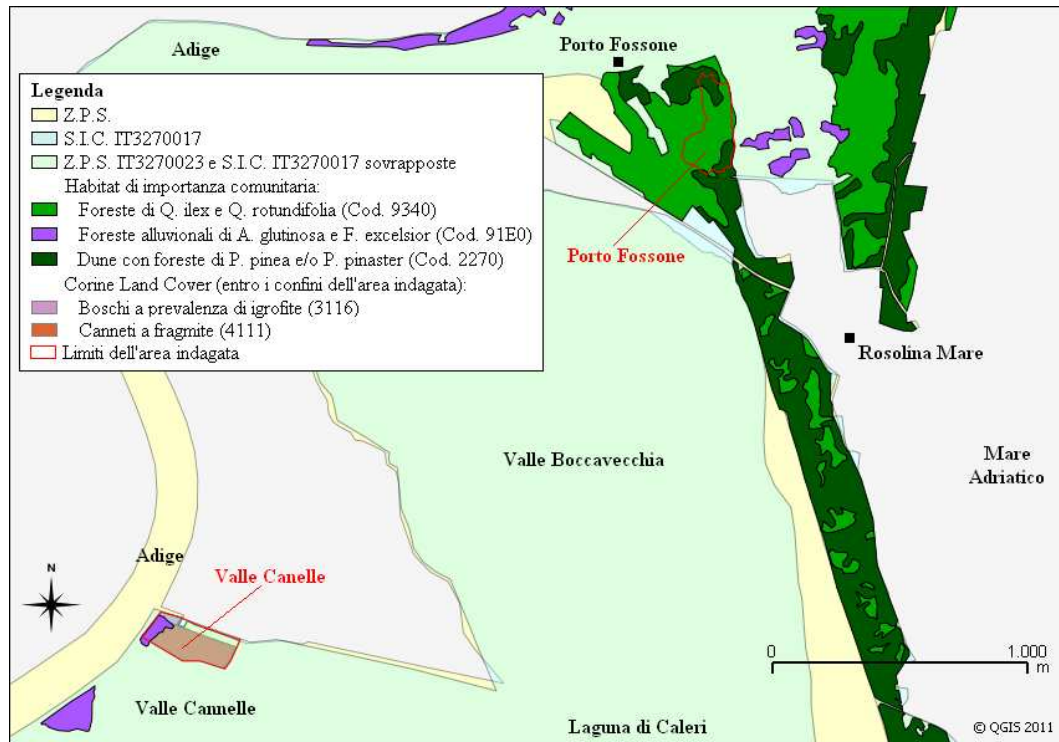 Adige
Porto Fossone
Legenda
Z.P.S.
S.I.C. IT3270017
Z.P.S. IT3270023 e S.I.C. IT3270017 sovrapposte
Habitat di importanza comunitaria:
Foreste di Q. ilex e Q. rotundifolia (Cod. 9340)
Foreste alluvionali di A. glutinosa e F. excelsior (Cod. 91E0)
Dune con foreste di P. pinea e/o P. pinaster (Cod. 2270)
Corine Land Cover (entro i confini dell'area indagata):
Boschi a prevalenza di igrofite (3116)
Canneti a fragmite (4111)
Limiti dell'area indagata
Porto Fossone
Rosolina Mare
Valle Boccavecchia
Mare
Adriatico
Adige
N
Valle Canelle
0
1.000
m
Valle Cannelle
Laguna di Caleri
© QGIS 2011